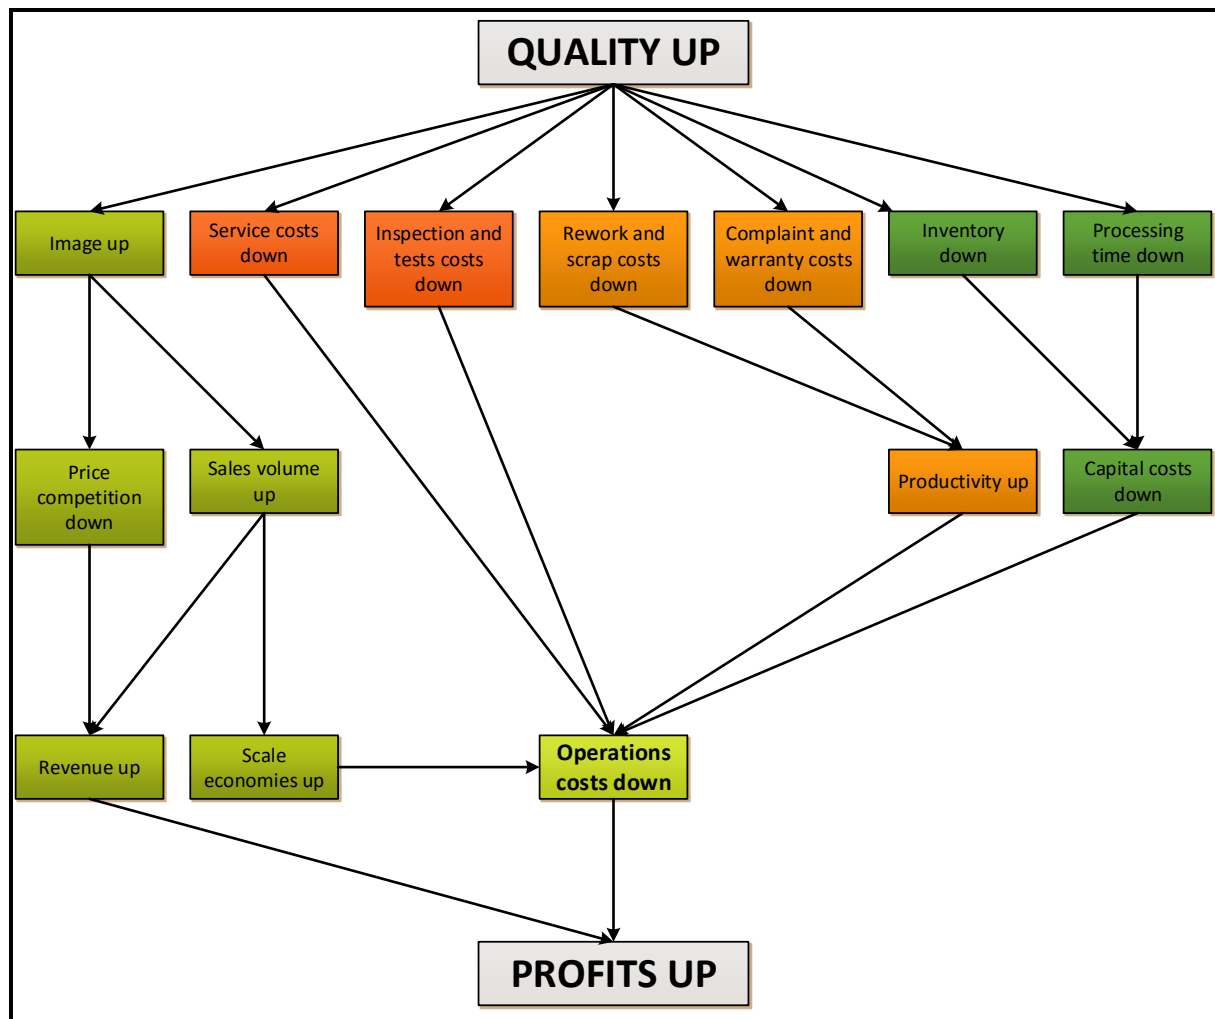 QUALITY UP
Image up
Service costs
down
Inspection and
tests costs
down
Rework and
scrap costs
down
Complaint and
warranty costs
down
Inventory
down
Processing
time down
Price
competition
down
Sales volume
up
Productivity up
Capital costs
down
Revenue up
Scale
economies up
Operations
costs down
PROFITS UP